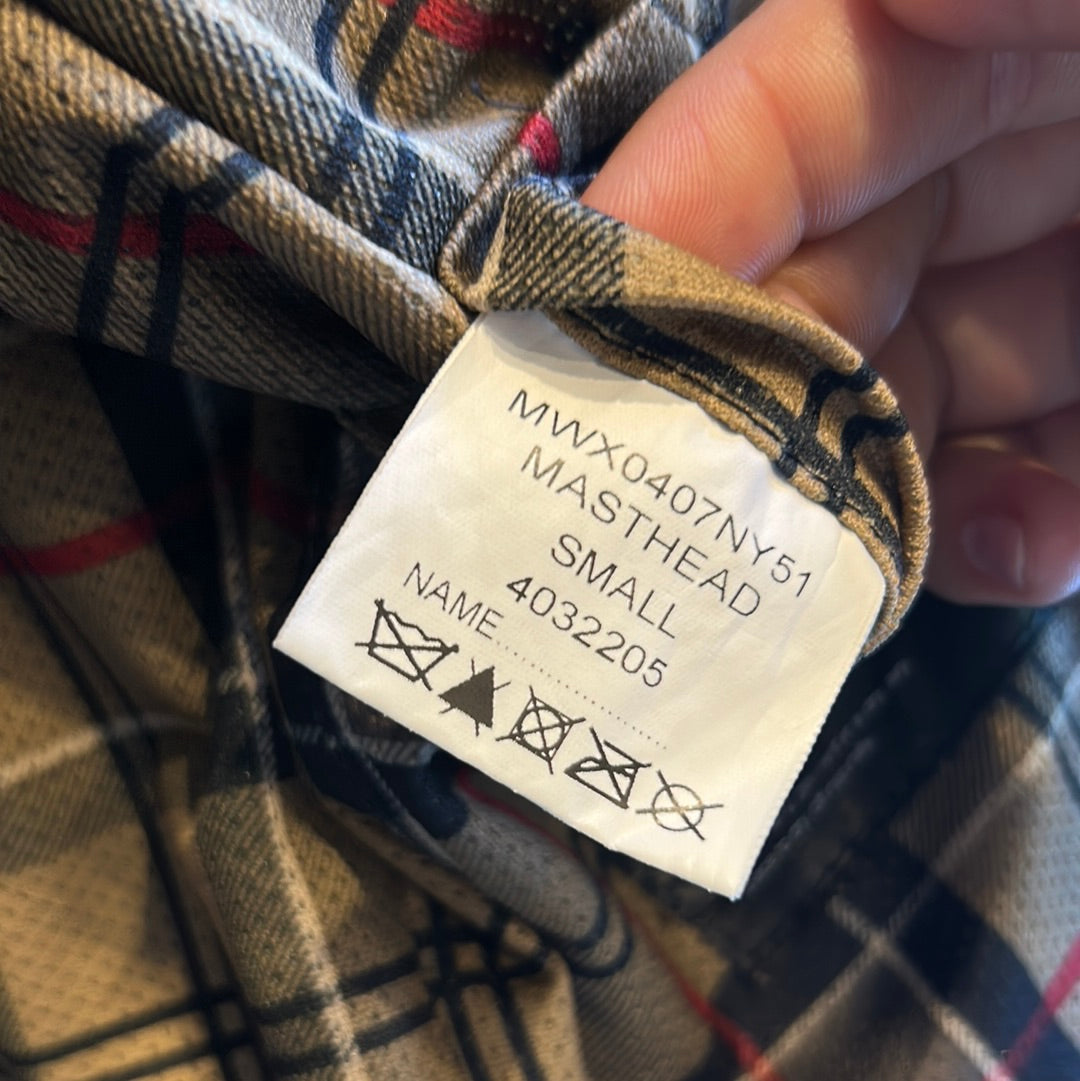 MWX0407NY51
MASTHEAD
SMALL
4032205
NAME..............................